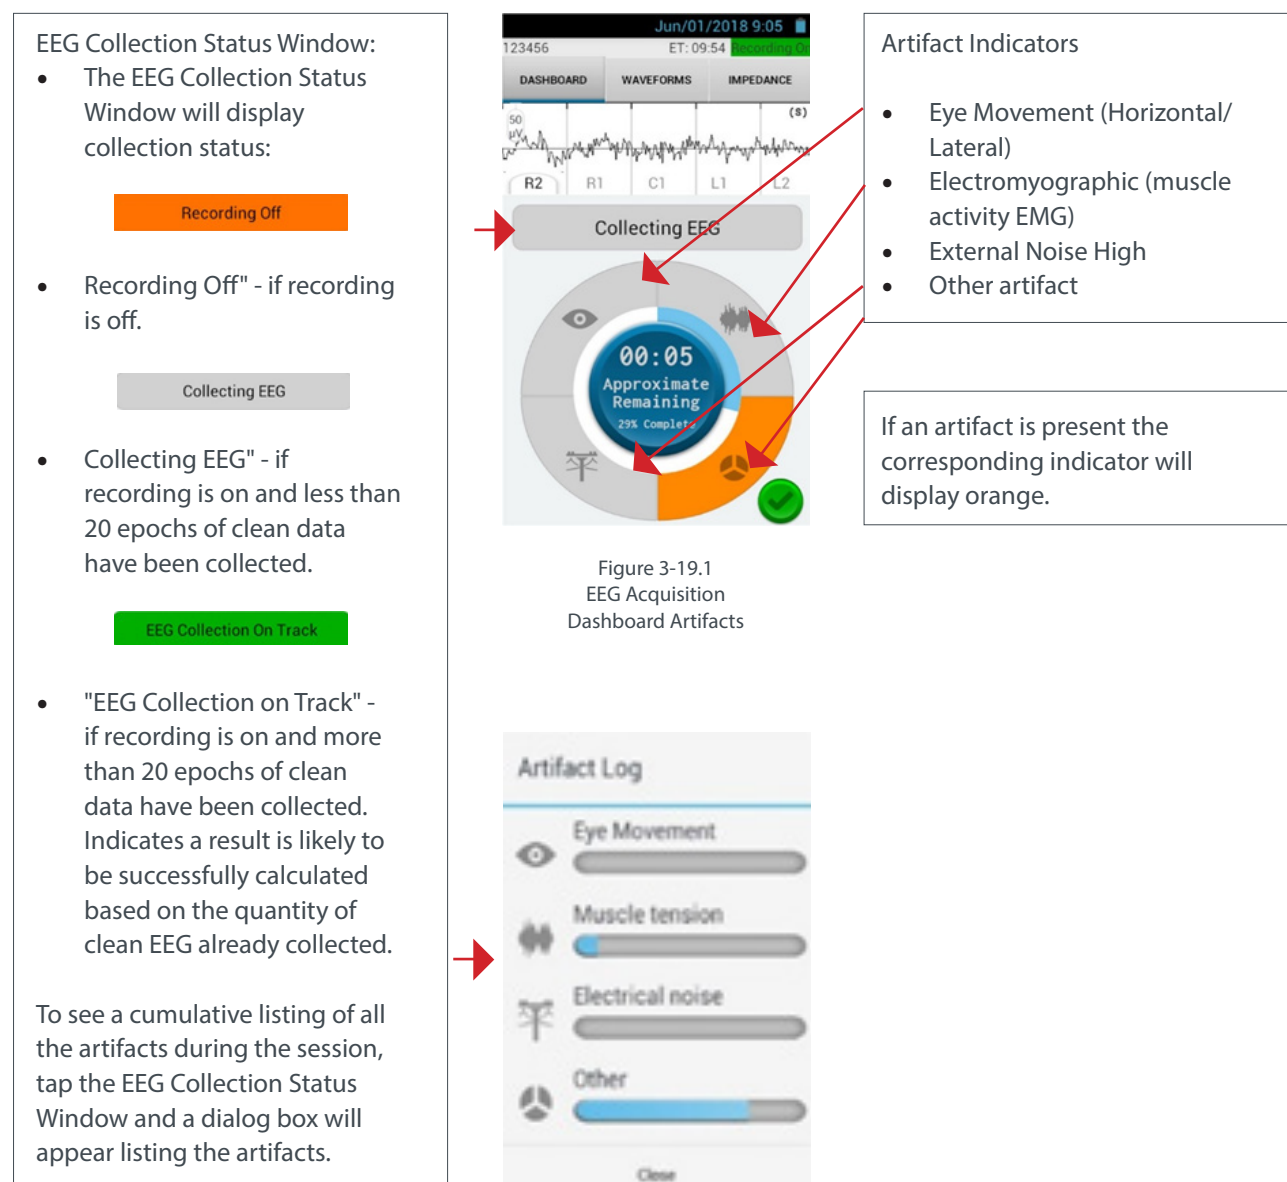 EEG Collection Status Window:
• The EEG Collection Status
Window will display
collection status:
Recording Off
• Recording Off" - if recording
is off.
Collecting EEG
• Collecting EEG" - if
recording is on and less than
20 epochs of clean data
have been collected.
EEG Collection On Track
• "EEG Collection on Track" -
if recording is on and more
than 20 epochs of clean
data have been collected.
Indicates a result is likely to
be successfully calculated
based on the quantity of
clean EEG already collected.
To see a cumulative listing of all
the artifacts during the session,
tap the EEG Collection Status
Window and a dialog box will
appear listing the artifacts.
Jun/01/2018 9:05
123456 ET: 09:54 Recording On
DASHBOARD WAVEFORMS IMPEDANCE
(S)
50
µV
R2 R1 C1 L1 L2
Collecting EEG
00:05
Approximate
Remaining
29% Complete
Figure 3-19.1
EEG Acquisition
Dashboard Artifacts
Artifact Log
Eye Movement
Muscle tension
Electrical noise
Other
Close
Artifact Indicators
• Eye Movement (Horizontal/
Lateral)
• Electromyographic (muscle
activity EMG)
• External Noise High
• Other artifact
If an artifact is present the
corresponding indicator will
display orange.